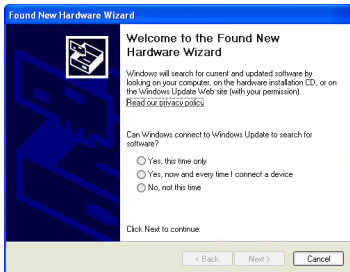 Found New Hardware Wizard
Welcome to the Found New
Hardware Wizard
Windows will search for current and updated software by
looking on your computer, on the hardware installation CD, or on
the Windows Update Web site (with your permission).
Read our privacy policy
Can Windows connect to Windows Update to search for
software?
Yes, this time only
Yes, now and every time I connect a device
No, not this time
Click Next to continue.
< Back Next > Cancel